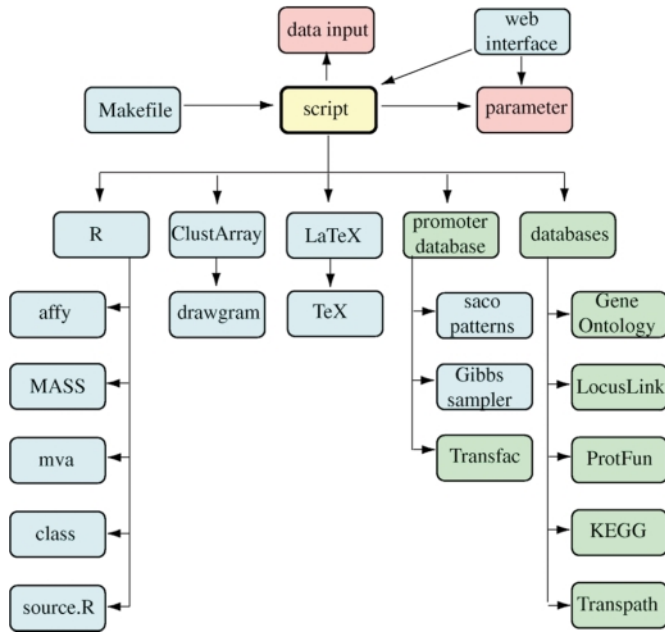 data input
web
interface
Makefile
script
parameter
R
ClustArray
LaTeX
promoter
database
databases
affy
drawgram
TeX
saco
patterns
Gene
Ontology
MASS
Gibbs
sampler
LocusLink
mva
Transfac
ProtFun
class
KEGG
source.R
Transpath